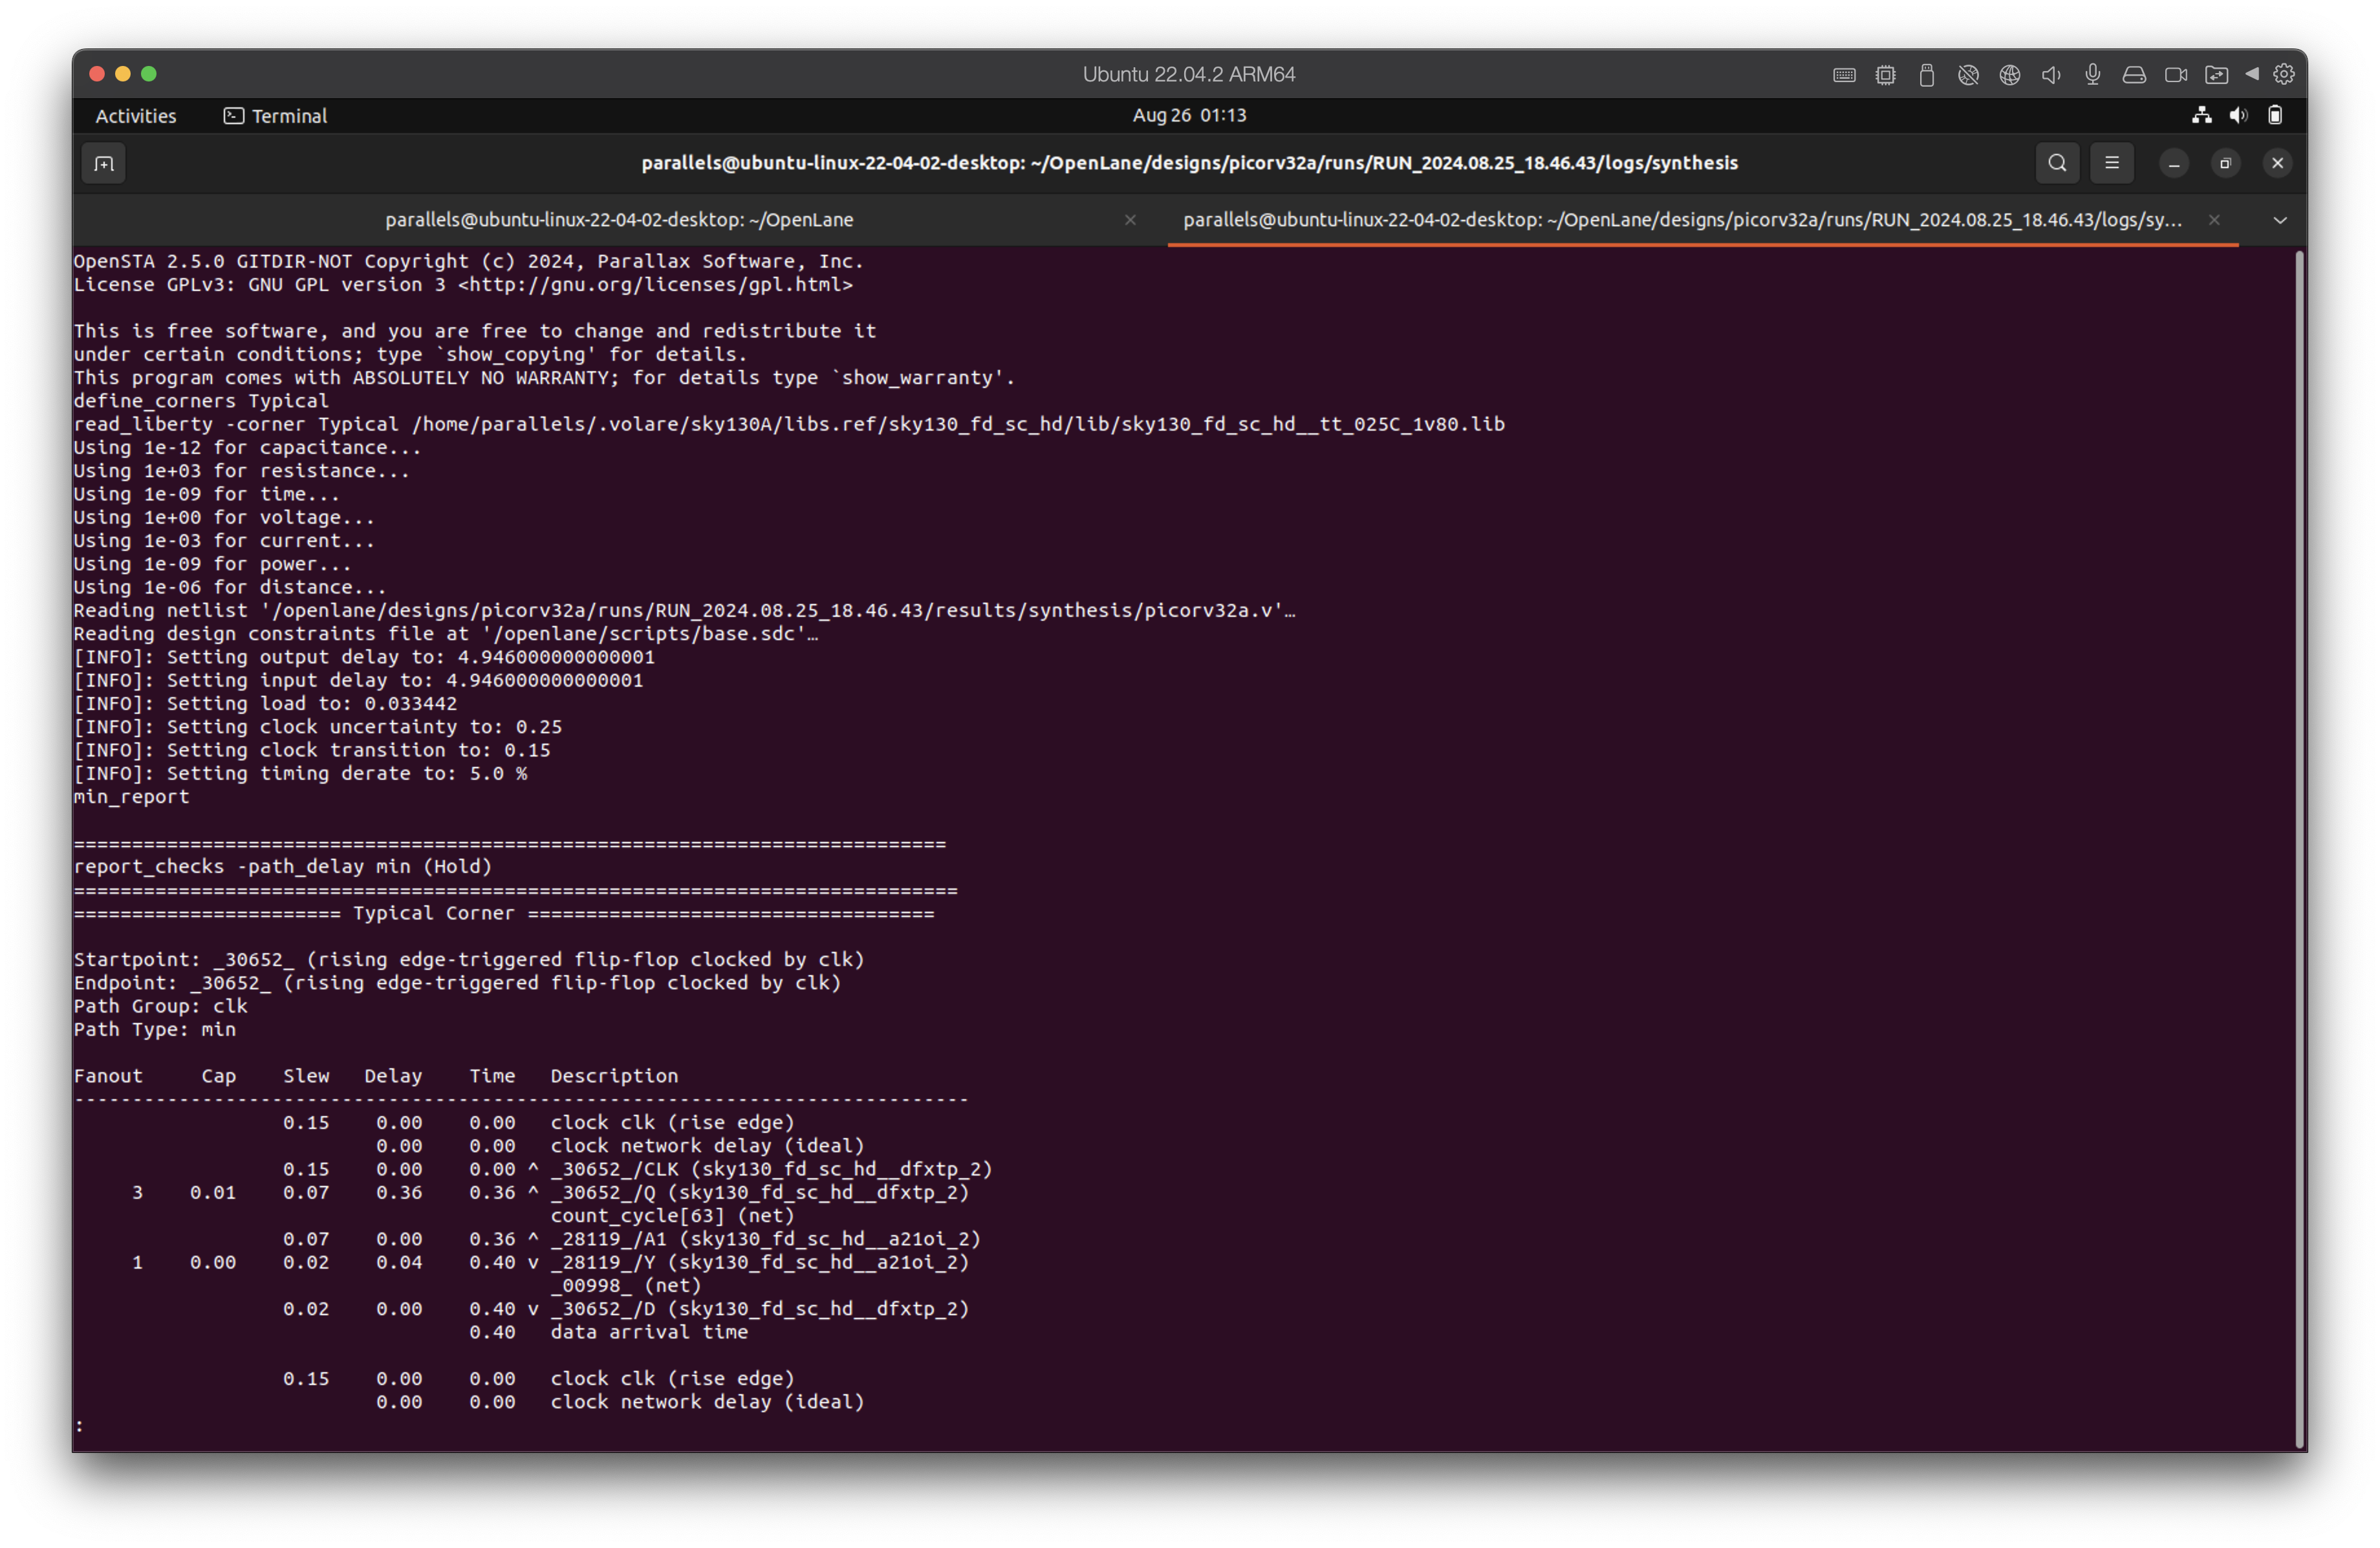 Ubuntu 22.04.2 ARM64
Activities Terminal Aug 26 01:13
parallels@ubuntu-linux-22-04-02-desktop: ~/OpenLane/designs/picorv32a/runs/RUN_2024.08.25_18.46.43/logs/synthesis
parallels@ubuntu-linux-22-04-02-desktop: ~/OpenLane × parallels@ubuntu-linux-22-04-02-desktop: ~/OpenLane/designs/picorv32a/runs/RUN_2024.08.25_18.46.43/logs/sy... ×
OpenSTA 2.5.0 GITDIR-NOT Copyright (c) 2024, Parallax Software, Inc.
License GPLv3: GNU GPL version 3 <http://gnu.org/licenses/gpl.html>

This is free software, and you are free to change and redistribute it
under certain conditions; type `show_copying' for details.
This program comes with ABSOLUTELY NO WARRANTY; for details type `show_warranty'.
define_corners Typical
read_liberty -corner Typical /home/parallels/.volare/sky130A/libs.ref/sky130_fd_sc_hd/lib/sky130_fd_sc_hd__tt_025C_1v80.lib
Using 1e-12 for capacitance...
Using 1e+03 for resistance...
Using 1e-09 for time...
Using 1e+00 for voltage...
Using 1e-03 for current...
Using 1e-09 for power...
Using 1e-06 for distance...
Reading netlist '/openlane/designs/picorv32a/runs/RUN_2024.08.25_18.46.43/results/synthesis/picorv32a.v'…
Reading design constraints file at '/openlane/scripts/base.sdc'…
[INFO]: Setting output delay to: 4.946000000000001
[INFO]: Setting input delay to: 4.946000000000001
[INFO]: Setting load to: 0.033442
[INFO]: Setting clock uncertainty to: 0.25
[INFO]: Setting clock transition to: 0.15
[INFO]: Setting timing derate to: 5.0 %
min_report

===========================================================================
report_checks -path_delay min (Hold)
============================================================================
======================= Typical Corner ===================================

Startpoint: _30652_ (rising edge-triggered flip-flop clocked by clk)
Endpoint: _30652_ (rising edge-triggered flip-flop clocked by clk)
Path Group: clk
Path Type: min

Fanout     Cap    Slew   Delay    Time   Description
-----------------------------------------------------------------------------
                  0.15    0.00    0.00   clock clk (rise edge)
                          0.00    0.00   clock network delay (ideal)
                  0.15    0.00    0.00 ^ _30652_/CLK (sky130_fd_sc_hd__dfxtp_2)
     3    0.01    0.07    0.36    0.36 ^ _30652_/Q (sky130_fd_sc_hd__dfxtp_2)
                                         count_cycle[63] (net)
                  0.07    0.00    0.36 ^ _28119_/A1 (sky130_fd_sc_hd__a21oi_2)
     1    0.00    0.02    0.04    0.40 v _28119_/Y (sky130_fd_sc_hd__a21oi_2)
                                         _00998_ (net)
                  0.02    0.00    0.40 v _30652_/D (sky130_fd_sc_hd__dfxtp_2)
                                  0.40   data arrival time

                  0.15    0.00    0.00   clock clk (rise edge)
                          0.00    0.00   clock network delay (ideal)
: